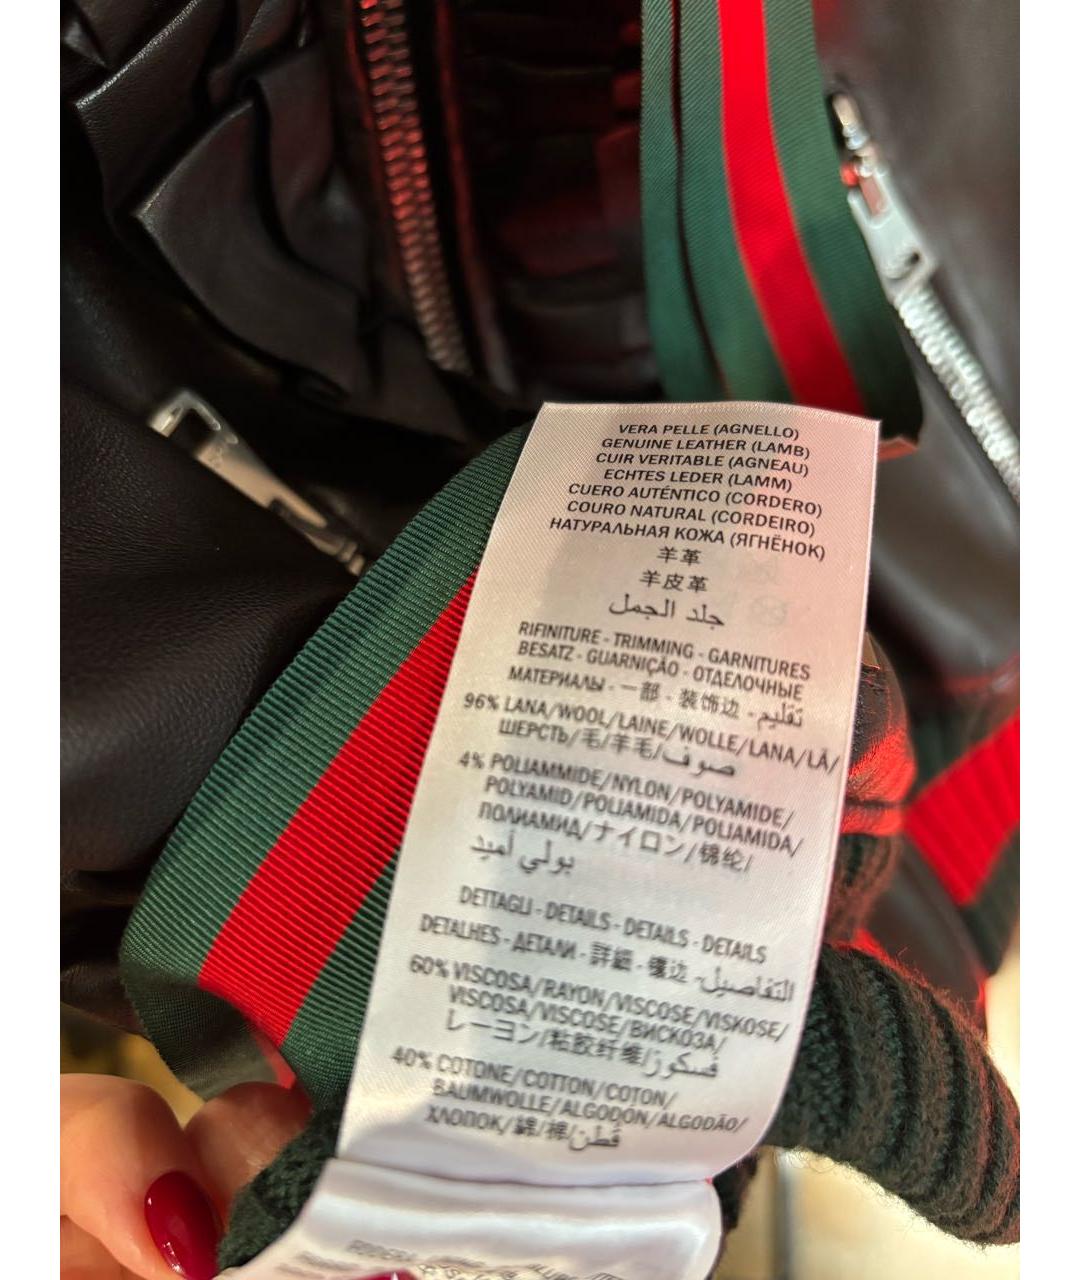 VERA PELLE (AGNELLO)
GENUINE LEATHER (LAMB)
CUIR VERITABLE (AGNEAU)
ECHTES LEDER (LAMM)
CUERO AUTÉNTICO (CORDERO)
COURO NATURAL (CORDEIRO)
НАТУРАЛЬНАЯ КОЖА (ЯГНЁНОК)
羊革
羊皮革
جلد الجمل
RIFINITURE - TRIMMING - GARNITURES
BESATZ - GUARNIÇÃO - ОТДЕЛОЧНЫЕ
МАТЕРИАЛЫ - 一部 - 装饰边 - تقليم
96% LANA/WOOL/LAINE/WOLLE/LANA/LÃ/
ШЕРСТЬ/毛/羊毛/صوف
4% POLIAMMIDE/NYLON/POLYAMIDE/
POLYAMID/POLIAMIDA/POLIAMIDA/
ПОЛИАМИД/ナイロン/锦纶/
بولي أميد
DETTAGLI - DETAILS - DETAILS - DETAILS
DETALHES - ДЕТАЛИ - 詳細 - 镶边 - التفاصيل
60% VISCOSA/RAYON/VISCOSE/VISKOSE/
VISCOSA/VISCOSE/ВИСКОЗА/
レーヨン/粘胶纤维/فسكوز
40% COTONE/COTTON/COTON/
BAUMWOLLE/ALGODÓN/ALGODÃO/
ХЛОПОК/綿/棉/قطن